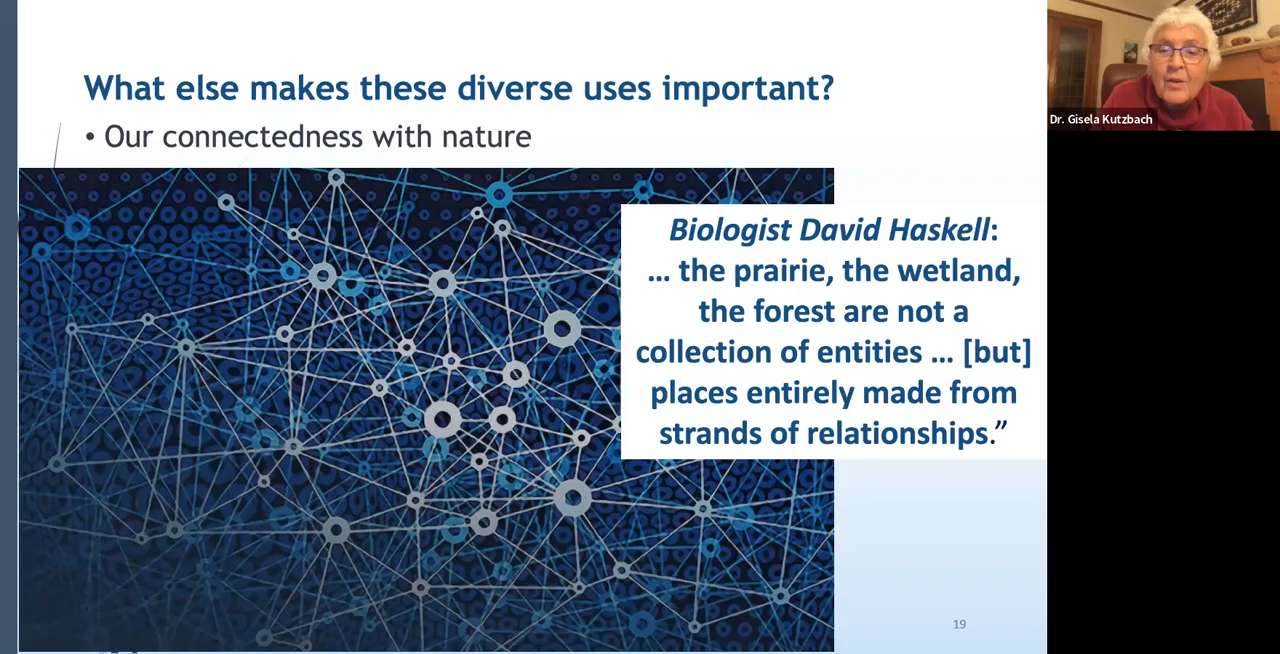 What else makes these diverse uses important?
• Our connectedness with nature
Biologist David Haskell:
… the prairie, the wetland,
the forest are not a
collection of entities … [but]
places entirely made from
strands of relationships.”
19
Dr. Gisela Kutzbach